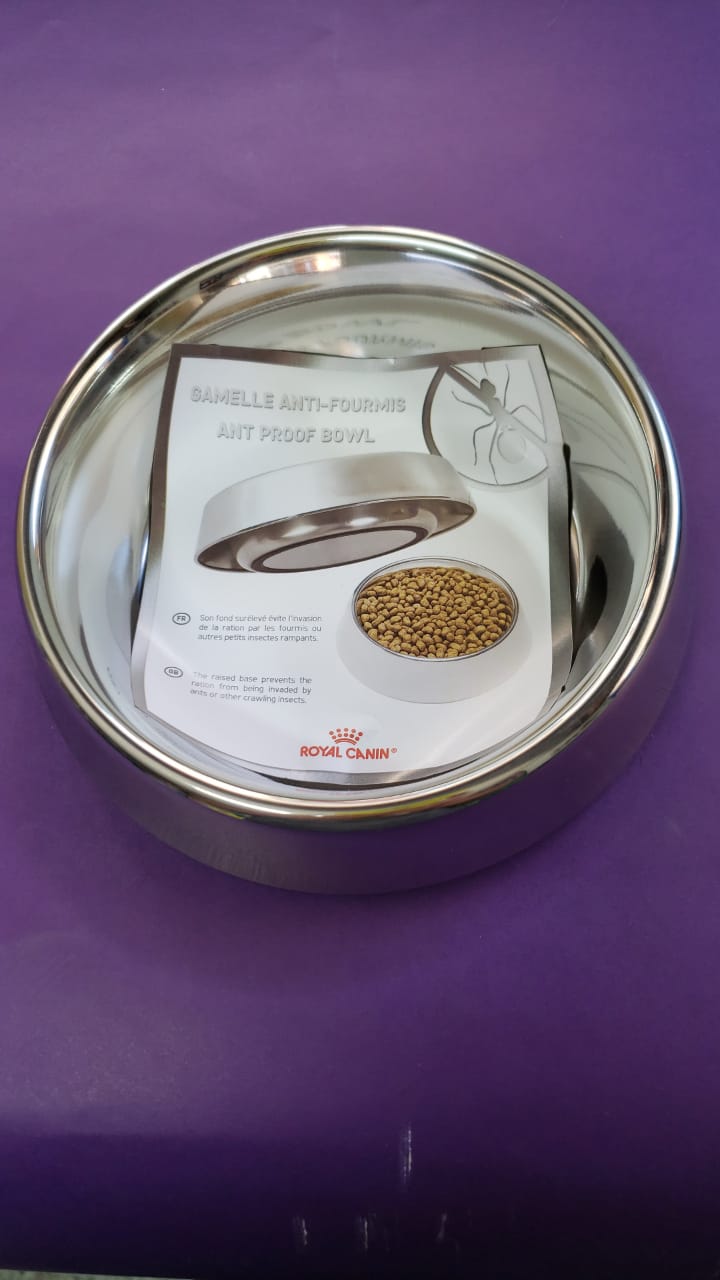 GAMELLE ANTI-FOURMIS
ANT PROOF BOWL
FR
Son fond surélevé évite l'invasion
de la ration par les fourmis ou
autres petits insectes rampants.
GB
The raised base prevents the
ration from being invaded by
ants or other crawling insects.
ROYAL CANIN®